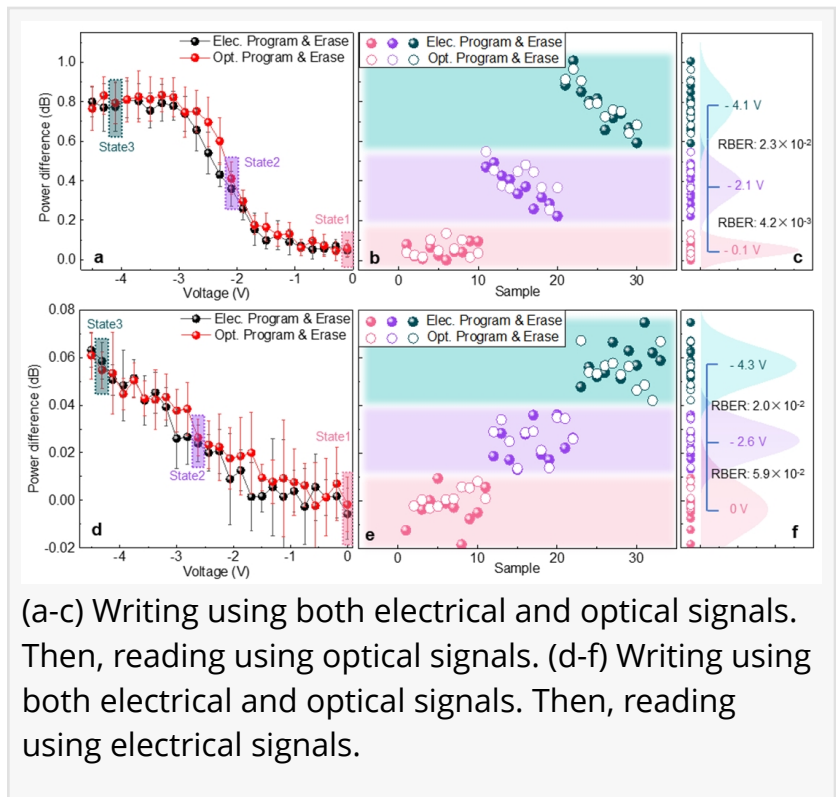 Elec. Program & Erase
Opt. Program & Erase
Power difference (dB)
1.0
0.8
0.6
0.4
0.2
0.0
State3
State2
State1
a
-4
-3
-2
-1
0
Voltage (V)
Elec. Program & Erase
Opt. Program & Erase
b
0
10
20
30
Sample
- 4.1 V
RBER: 2.3×10-2
- 2.1 V
RBER: 4.2×10-3
- 0.1 V
c
Elec. Program & Erase
Opt. Program & Erase
Power difference (dB)
0.08
0.06
0.04
0.02
0.00
-0.02
State3
State2
State1
d
-4
-3
-2
-1
0
Voltage (V)
Elec. Program & Erase
Opt. Program & Erase
e
0
10
20
30
Sample
- 4.3 V
RBER: 2.0×10-2
- 2.6 V
RBER: 5.9×10-2
0 V
f
(a-c) Writing using both electrical and optical signals.
Then, reading using optical signals. (d-f) Writing using
both electrical and optical signals. Then, reading
using electrical signals.